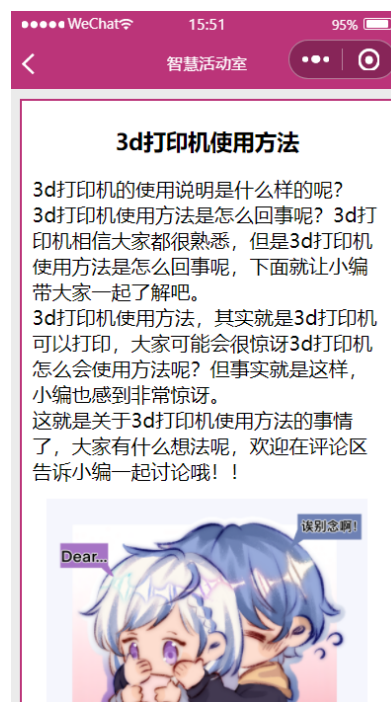 ●●●●● WeChat 15:51 95%
智慧活动室
3d打印机使用方法
3d打印机的使用说明是什么样的呢？
3d打印机使用方法是怎么回事呢？3d打
印机相信大家都很熟悉，但是3d打印机
使用方法是怎么回事呢，下面就让小编
带大家一起了解吧。
3d打印机使用方法，其实就是3d打印机
可以打印，大家可能会很惊讶3d打印机
怎么会使用方法呢？但事实就是这样，
小编也感到非常惊讶。
这就是关于3d打印机使用方法的事情
了，大家有什么想法呢，欢迎在评论区
告诉小编一起讨论哦！！
诶别念啊!
Dear...